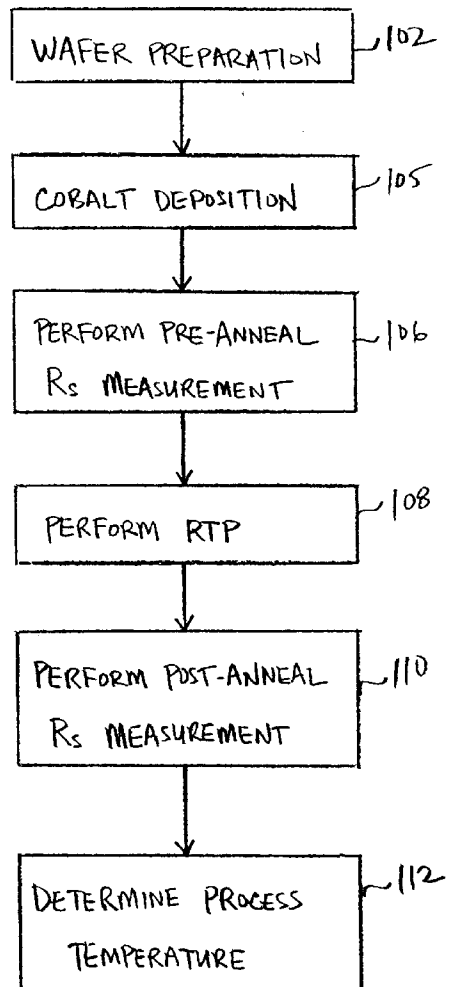 WAFER PREPARATION
102
COBALT DEPOSITION
105
PERFORM PRE-ANNEAL
Rs MEASUREMENT
106
PERFORM RTP
108
PERFORM POST-ANNEAL
Rs MEASUREMENT
110
DETERMINE PROCESS
TEMPERATURE
112